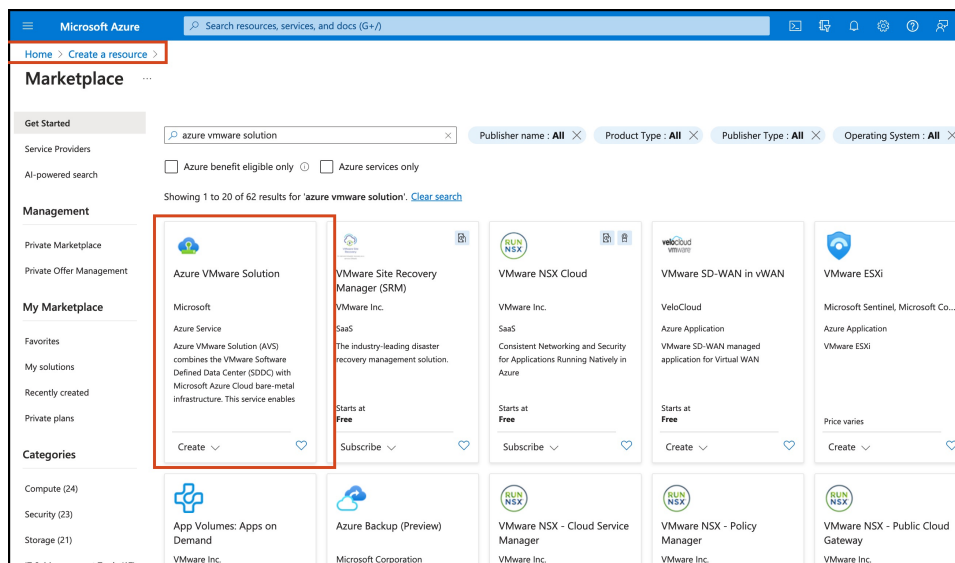 Microsoft Azure
Search resources, services, and docs (G+/)
Home > Create a resource >
Marketplace ...
Get Started
Service Providers
AI-powered search
Management
Private Marketplace
Private Offer Management
My Marketplace
Favorites
My solutions
Recently created
Private plans
Categories
Compute (24)
Security (23)
Storage (21)
azure vmware solution
Publisher name : All
Product Type : All
Publisher Type : All
Operating System : All
Azure benefit eligible only
Azure services only
Showing 1 to 20 of 62 results for 'azure vmware solution'. Clear search
Azure VMware Solution
Microsoft
Azure Service
Azure VMware Solution (AVS)
combines the VMware Software
Defined Data Center (SDDC) with
Microsoft Azure Cloud bare-metal
infrastructure. This service enables
Create
VMware Site Recovery
Manager (SRM)
VMware Inc.
SaaS
The industry-leading disaster
recovery management solution.
Starts at
Free
Subscribe
RUN
NSX
VMware NSX Cloud
VMware Inc.
SaaS
Consistent Networking and Security
for Applications Running Natively in
Azure
Starts at
Free
Subscribe
velocloud
vmware
VMware SD-WAN in vWAN
VeloCloud
Azure Application
VMware SD-WAN managed
application for Virtual WAN
Starts at
Free
Create
VMware ESXi
Microsoft Sentinel, Microsoft Co...
Azure Application
VMware ESXi
Price varies
Create
App Volumes: Apps on
Demand
VMware Inc.
Azure Backup (Preview)
Microsoft Corporation
RUN
NSX
VMware NSX - Cloud Service
Manager
VMware Inc.
RUN
NSX
VMware NSX - Policy
Manager
VMware Inc.
RUN
NSX
VMware NSX - Public Cloud
Gateway
VMware Inc.